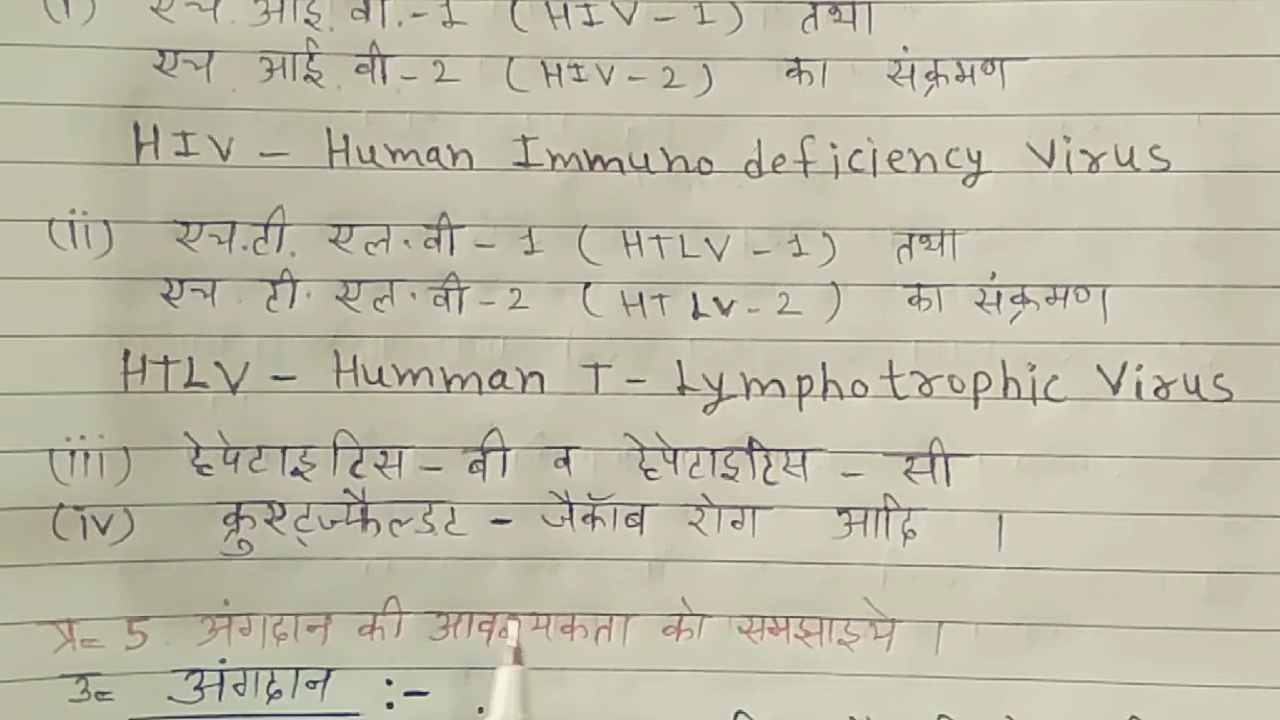 (i) एच. आई. वी.-1 (HIV-1) तथा
एच आई वी-2 (HIV-2) का संक्रमण
HIV - Human Immuno deficiency Virus
(ii) एच.टी. एल.वी-1 (HTLV-1) तथा
एच टी. एल.वी-2 (HTLV-2) का संक्रमण
HTLV - Humman T-Lymphotrophic Virus
(iii) हेपेटाइटिस-बी व हेपेटाइटिस-सी
(iv) क्रुस्ट्ज्फैल्डट - जैकॉब रोग आदि ।
प्र= 5. अंगदान की आवश्यकता को समझाइये ।
उ= अंगदान :-